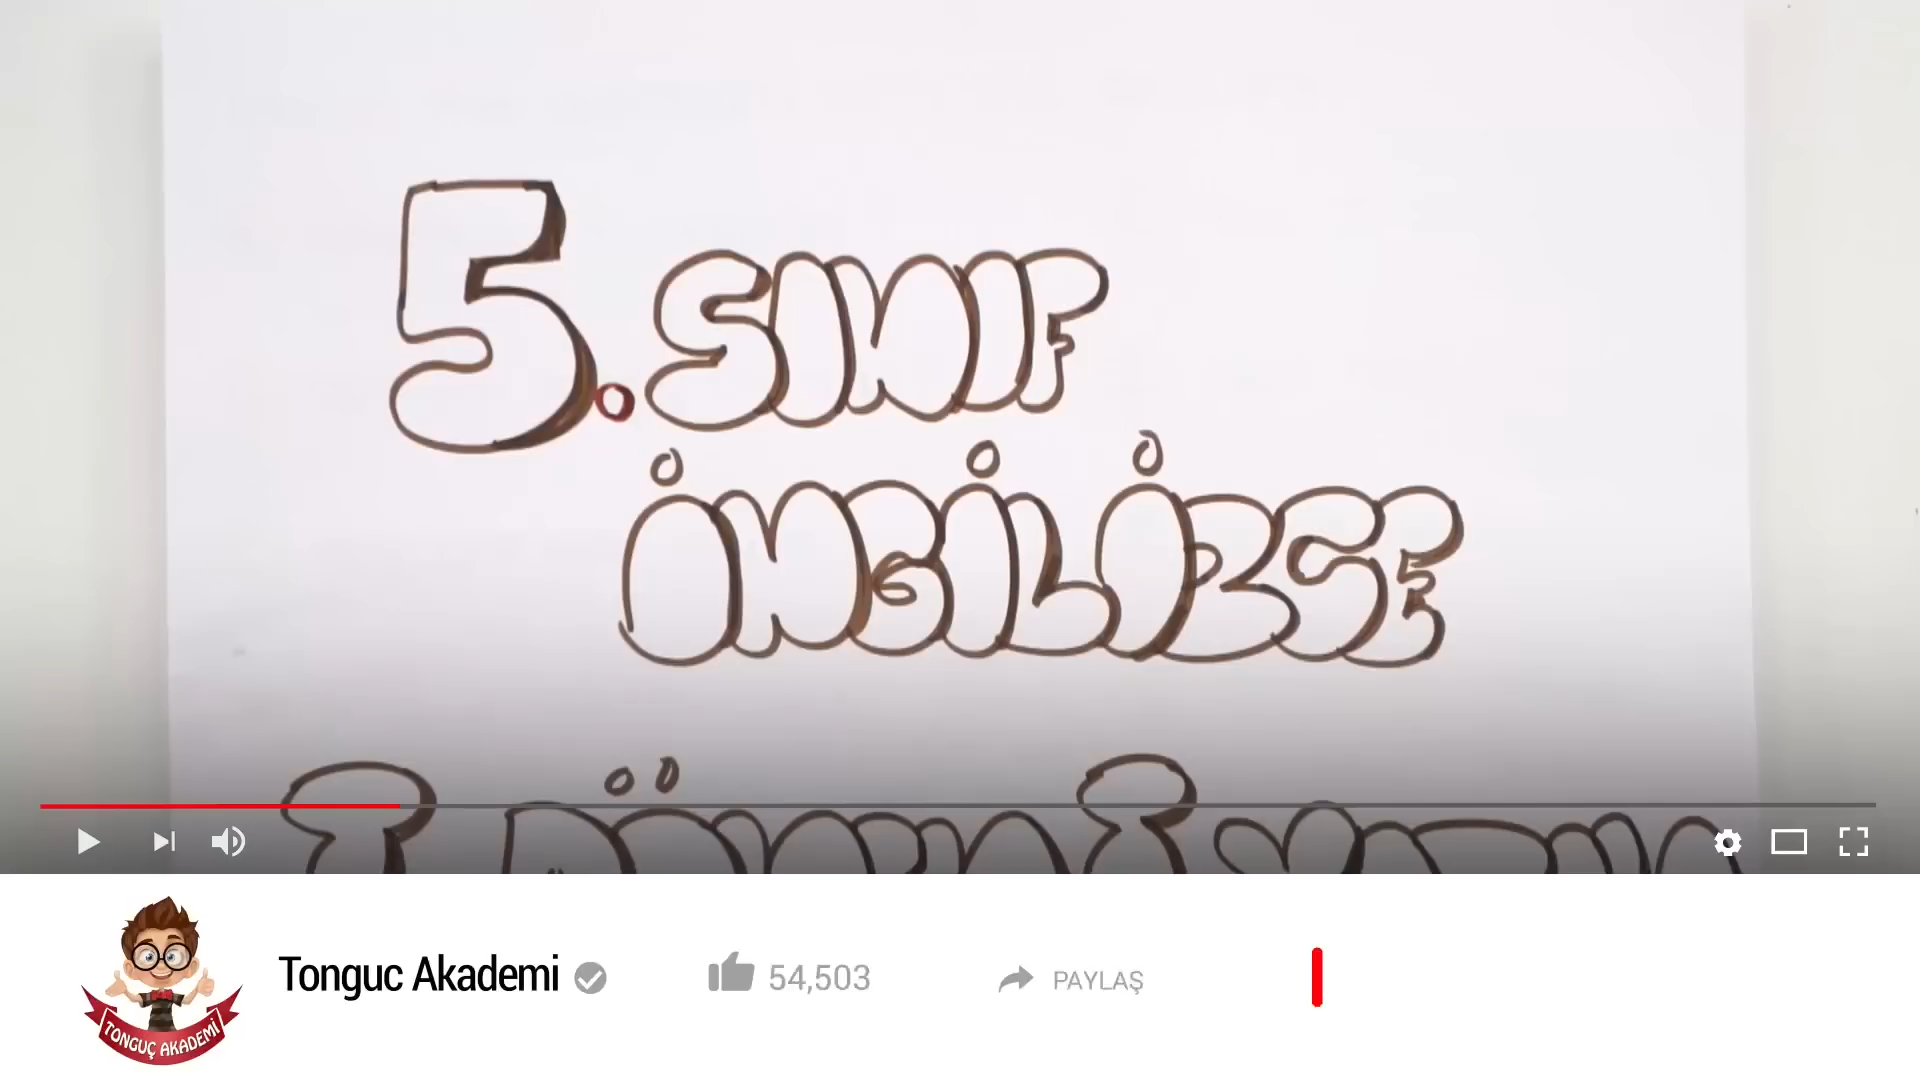 5. SINIF
İNGİLİZCE
Tonguc Akademi
54,503
PAYLAŞ
TONGUÇ AKADEMİ